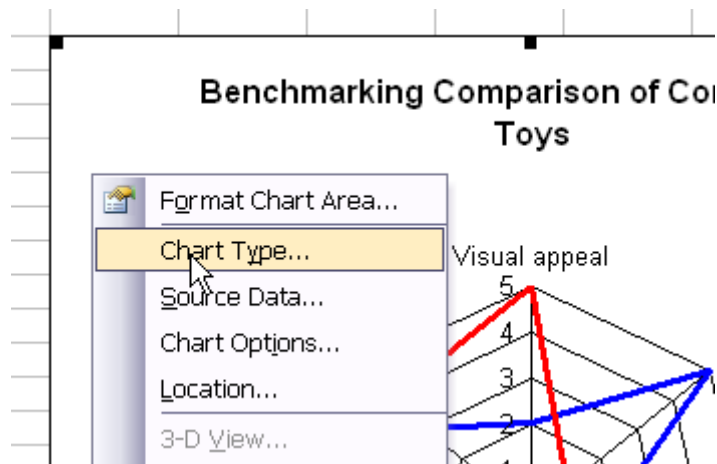 Benchmarking Comparison of
Toys
Format Chart Area...
Chart Type...
Source Data...
Chart Options...
Location...
3-D View...
Visual appeal
5
4
3
2
1